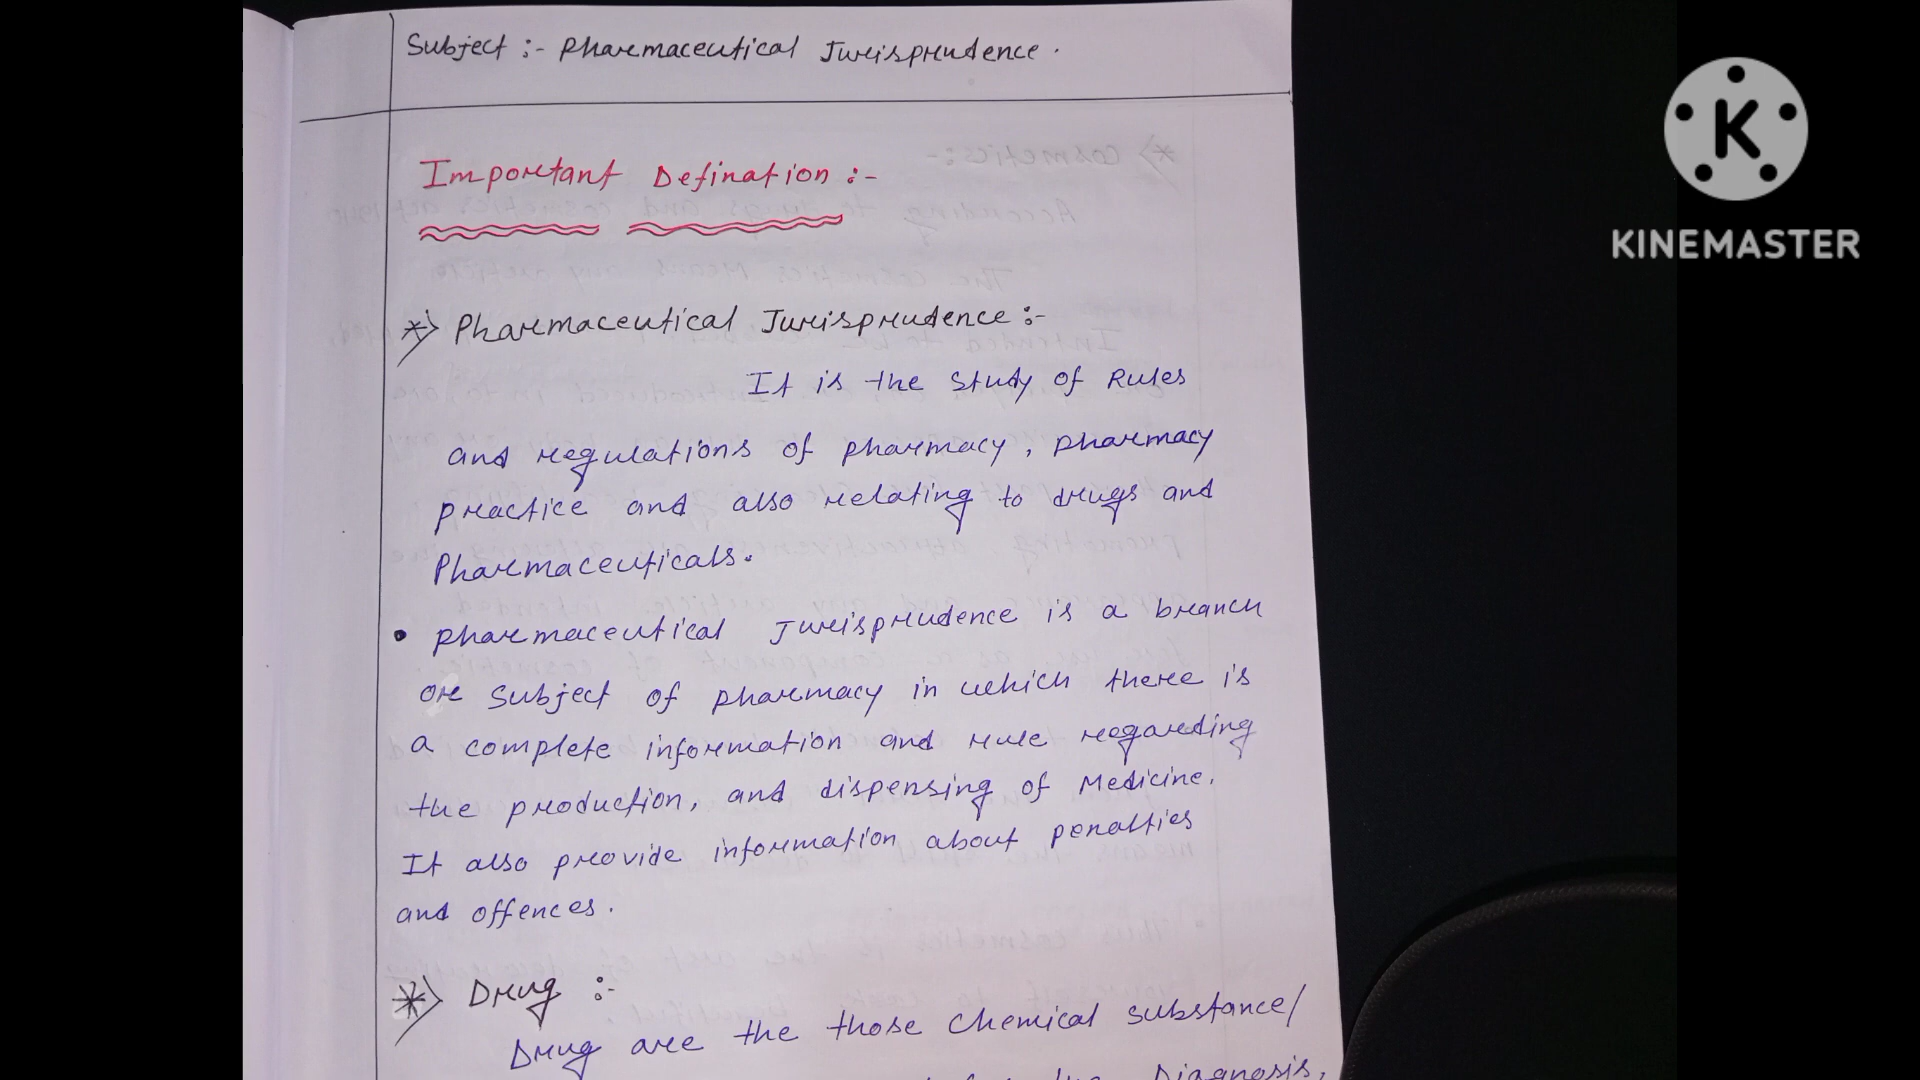 Subject :- Pharmaceutical Jurisprudence.
Important Defination :-
*> Pharmaceutical Jurisprudence :-
It is the study of Rules
and regulations of pharmacy, pharmacy
practice and also relating to drugs and
Pharmaceuticals.
• pharmaceutical Jurisprudence is a branch
or subject of pharmacy in which there is
a complete information and rule regarding
the production, and dispensing of Medicine.
It also provide information about penalties
and offences.
*> Drug :-
Drug are the those chemical substance/
Diagnosis,
K
KINEMASTER